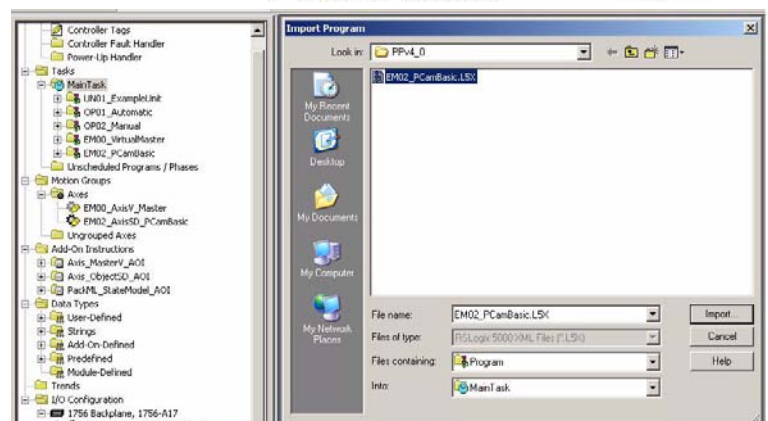 Controller Tags
Controller Fault Handler
Power-Up Handler
Tasks
MainTask
UN01_ExampleUnit
OP01_Automatic
OP02_Manual
EM00_VirtualMaster
EM02_PCamBasic
Unscheduled Programs / Phases
Motion Groups
Axes
EM00_AxisV_Master
EM02_AxisSD_PCamBasic
Ungrouped Axes
Add-On Instructions
Axis_MasterV_AOI
Axis_ObjectSD_AOI
PackML_StateModel_AOI
Data Types
User-Defined
Strings
Add-On-Defined
Predefined
Module-Defined
Trends
I/O Configuration
1756 Backplane, 1756-A17
Import Program
Look in: PPv4_0
EM02_PCamBasic.L5X
My Recent
Documents
Desktop
My Documents
My Computer
My Network
Places
File name: EM02_PCamBasic.L5X Import...
Files of type: RSLogix 5000 XML Files (*.L5X) Cancel
Files containing: Program Help
Into: MainTask